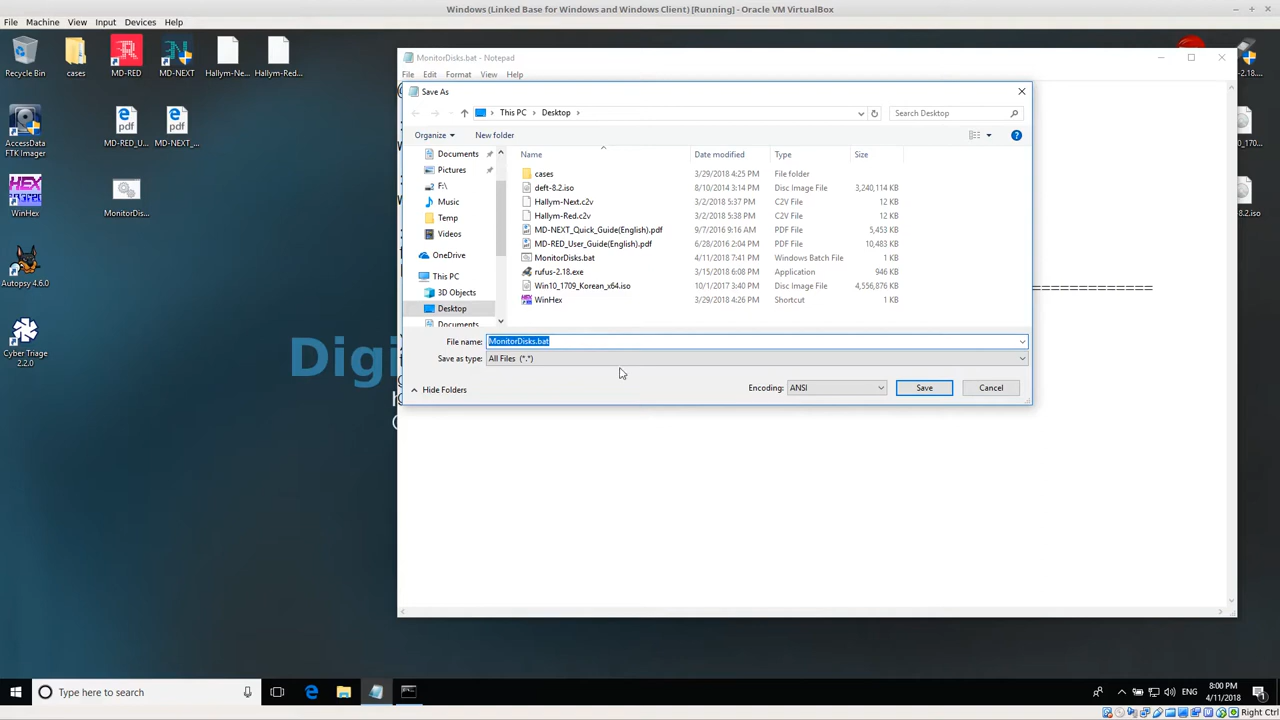 Windows (Linked Base for Windows and Windows Client) [Running] - Oracle VM VirtualBox
File Machine View Input Devices Help
Recycle Bin
cases
MD-RED
MD-NEXT
Hallym-Ne...
Hallym-Red...
AccessData FTK Imager
MD-RED_U...
MD-NEXT_...
WinHex
MonitorDis...
Autopsy 4.6.0
Cyber Triage 2.2.0
Digi
MonitorDisks.bat - Notepad
File Edit Format View Help
Save As
This PC Desktop
Search Desktop
Organize New folder
Documents
Pictures
F:\
Music
Temp
Videos
OneDrive
This PC
3D Objects
Desktop
Documents
Name Date modified Type Size
cases 3/29/2018 4:25 PM File folder
deft-8.2.iso 8/10/2014 3:14 PM Disc Image File 3,240,114 KB
Hallym-Next.c2v 3/2/2018 5:37 PM C2V File 12 KB
Hallym-Red.c2v 3/2/2018 5:38 PM C2V File 12 KB
MD-NEXT_Quick_Guide(English).pdf 9/7/2016 9:16 AM PDF File 5,453 KB
MD-RED_User_Guide(English).pdf 6/28/2016 2:04 PM PDF File 10,483 KB
MonitorDisks.bat 4/11/2018 7:41 PM Windows Batch File 1 KB
rufus-2.18.exe 3/15/2018 6:08 PM Application 946 KB
Win10_1709_Korean_x64.iso 10/1/2017 3:40 PM Disc Image File 4,556,876 KB
WinHex 3/29/2018 4:26 PM Shortcut 1 KB
File name: MonitorDisks.bat
Save as type: All Files (*.*)
Hide Folders
Encoding: ANSI
Save Cancel
-2.18....
_170...
8.2.iso
Type here to search
ENG
8:00 PM
4/11/2018
1
Right Ctrl